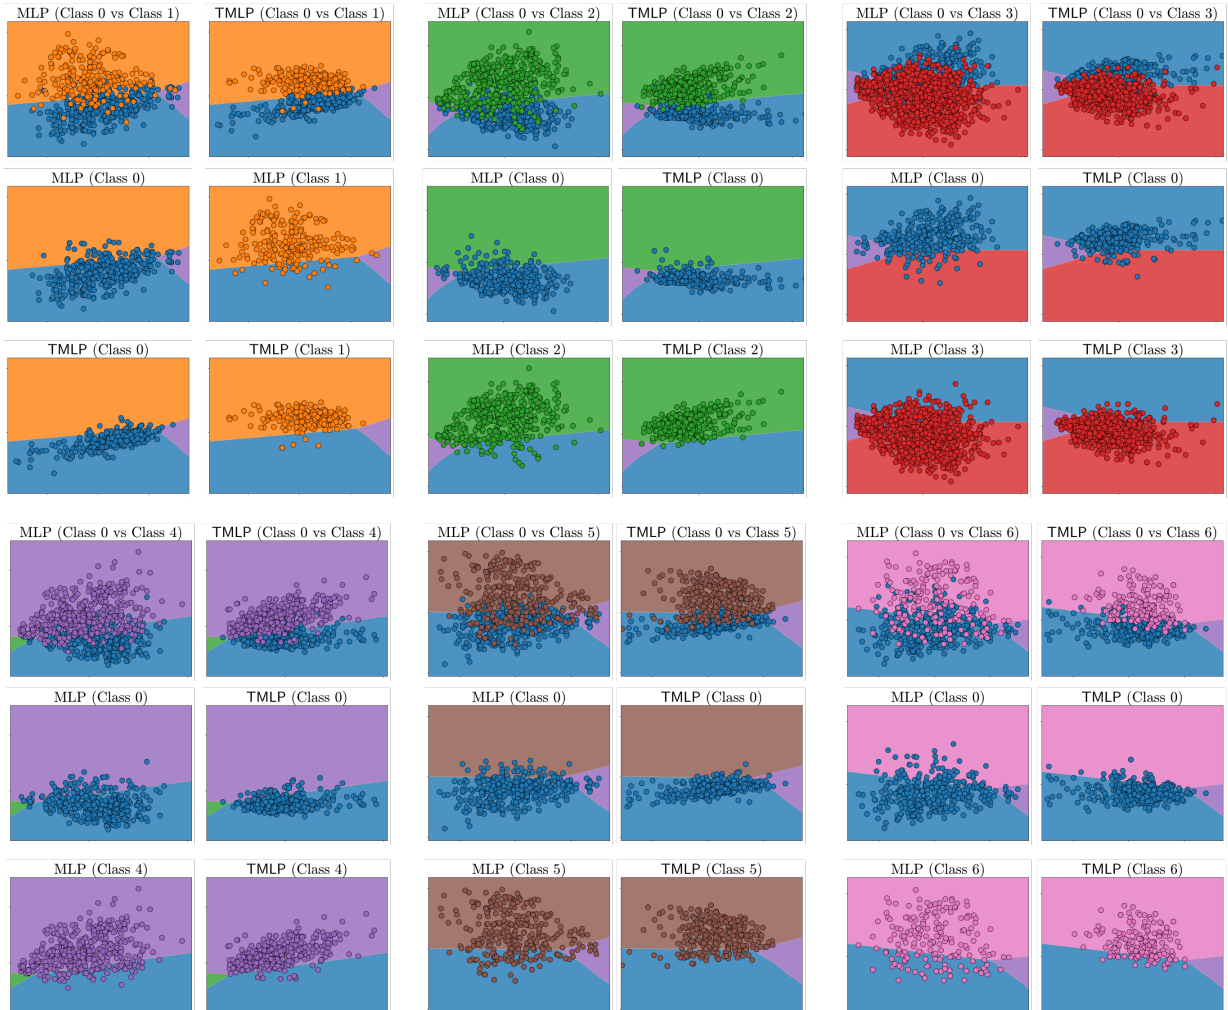 MLP (Class 0 vs Class 1) TMLP (Class 0 vs Class 1) MLP (Class 0 vs Class 2) TMLP (Class 0 vs Class 2) MLP (Class 0 vs Class 3) TMLP (Class 0 vs Class 3)
MLP (Class 0) MLP (Class 1) MLP (Class 0) TMLP (Class 0) MLP (Class 0) TMLP (Class 0)
TMLP (Class 0) TMLP (Class 1) MLP (Class 2) TMLP (Class 2) MLP (Class 3) TMLP (Class 3)
MLP (Class 0 vs Class 4) TMLP (Class 0 vs Class 4) MLP (Class 0 vs Class 5) TMLP (Class 0 vs Class 5) MLP (Class 0 vs Class 6) TMLP (Class 0 vs Class 6)
MLP (Class 0) TMLP (Class 0) MLP (Class 0) TMLP (Class 0) MLP (Class 0) TMLP (Class 0)
MLP (Class 4) TMLP (Class 4) MLP (Class 5) TMLP (Class 5) MLP (Class 6) TMLP (Class 6)